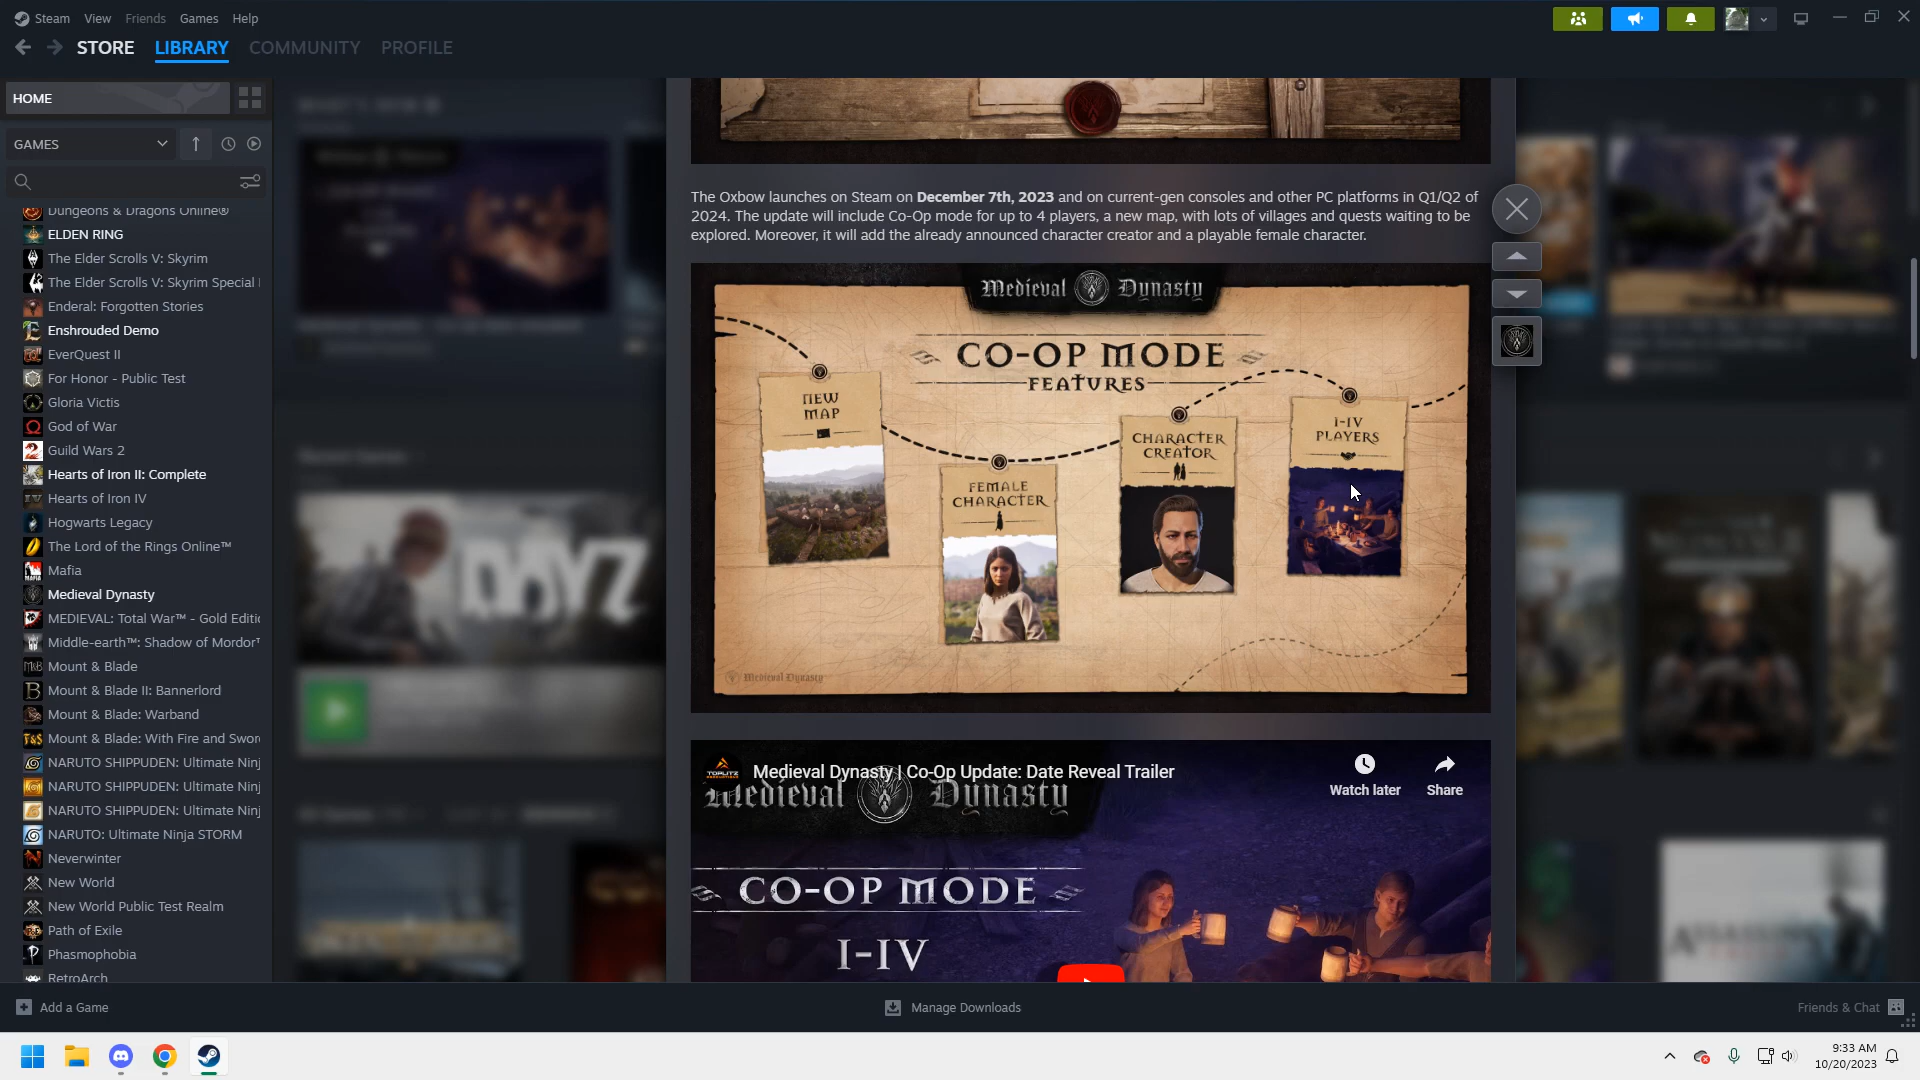 Steam View Friends Games Help
STORE LIBRARY COMMUNITY PROFILE
HOME
GAMES
Dungeons & Dragons Online®
ELDEN RING
The Elder Scrolls V: Skyrim
The Elder Scrolls V: Skyrim Special
Enderal: Forgotten Stories
Enshrouded Demo
EverQuest II
For Honor - Public Test
Gloria Victis
God of War
Guild Wars 2
Hearts of Iron II: Complete
Hearts of Iron IV
Hogwarts Legacy
The Lord of the Rings Online™
Mafia
Medieval Dynasty
MEDIEVAL: Total War™ - Gold Editi
Middle-earth™: Shadow of Mordor™
Mount & Blade
Mount & Blade II: Bannerlord
Mount & Blade: Warband
Mount & Blade: With Fire and Swor
NARUTO SHIPPUDEN: Ultimate Ninj
NARUTO SHIPPUDEN: Ultimate Ninj
NARUTO SHIPPUDEN: Ultimate Ninj
NARUTO: Ultimate Ninja STORM
Neverwinter
New World
New World Public Test Realm
Path of Exile
Phasmophobia
RetroArch
DAYZ
The Oxbow launches on Steam on December 7th, 2023 and on current-gen consoles and other PC platforms in Q1/Q2 of
2024. The update will include Co-Op mode for up to 4 players, a new map, with lots of villages and quests waiting to be
explored. Moreover, it will add the already announced character creator and a playable female character.
Medieval Dynasty
CO-OP MODE
FEATURES
NEW
MAP
FEMALE
CHARACTER
CHARACTER
CREATOR
I-IV
PLAYERS
Medieval Dynasty
TOPLITZ
Medieval Dynasty | Co-Op Update: Date Reveal Trailer
Watch later
Share
Medieval Dynasty
CO-OP MODE
I-IV
Add a Game
Manage Downloads
Friends & Chat
9:33 AM
10/20/2023